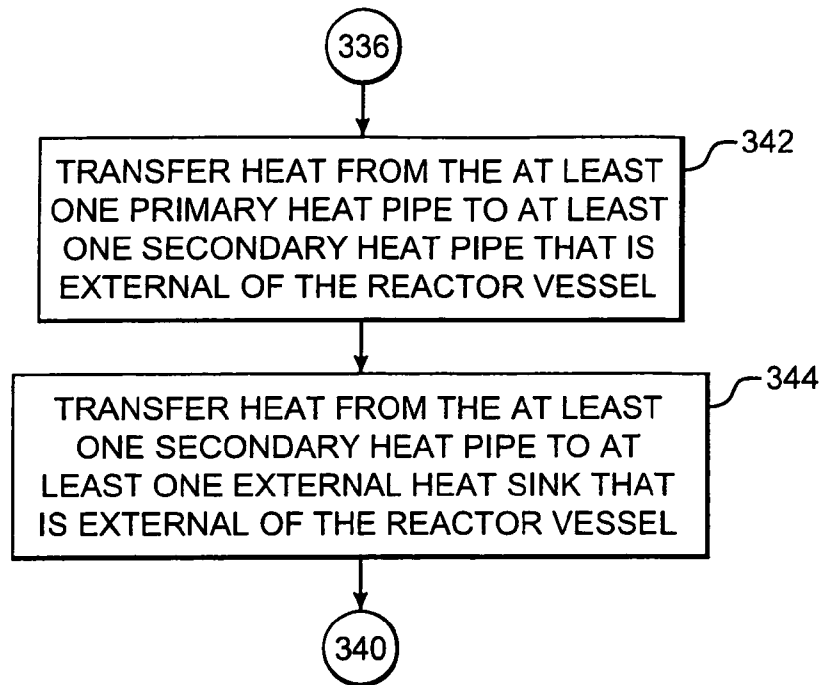 336
342
TRANSFER HEAT FROM THE AT LEAST
ONE PRIMARY HEAT PIPE TO AT LEAST
ONE SECONDARY HEAT PIPE THAT IS
EXTERNAL OF THE REACTOR VESSEL
344
TRANSFER HEAT FROM THE AT LEAST
ONE SECONDARY HEAT PIPE TO AT
LEAST ONE EXTERNAL HEAT SINK THAT
IS EXTERNAL OF THE REACTOR VESSEL
340